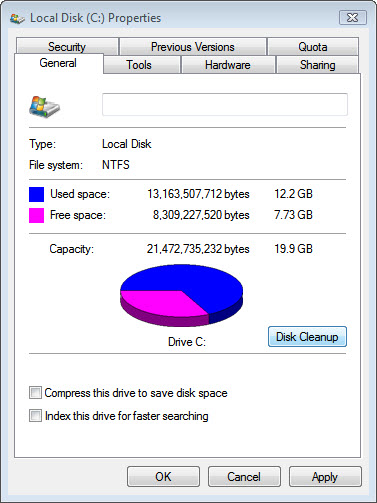 Local Disk (C:) Properties
Security Previous Versions Quota
General Tools Hardware Sharing
Type: Local Disk
File system: NTFS
Used space: 13,163,507,712 bytes 12.2 GB
Free space: 8,309,227,520 bytes 7.73 GB
Capacity: 21,472,735,232 bytes 19.9 GB
Drive C: Disk Cleanup
Compress this drive to save disk space
Index this drive for faster searching
OK Cancel Apply